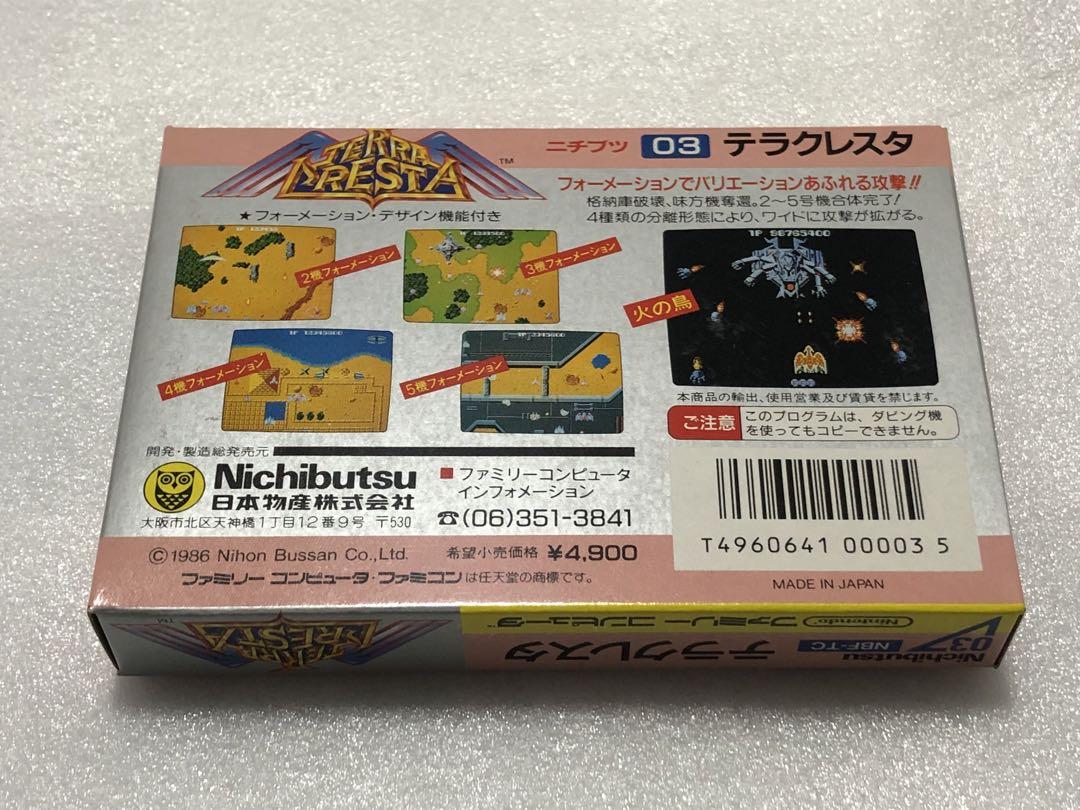 TERRA CRESTA
TM
ニチブツ 03 テラクレスタ
★フォーメーション・デザイン機能付き
フォーメーションでバリエーションあふれる攻撃!!
格納庫破壊、味方機奪還。2〜5号機合体完了!
4種類の分離形態により、ワイドに攻撃が拡がる。
2機フォーメーション
1P 12345600
3機フォーメーション
1P 98765400
火の鳥
1P 12345600
4機フォーメーション
1P 12345600
5機フォーメーション
本商品の輸出、使用営業及び賃貸を禁じます。
ご注意 このプログラムは、ダビング機
を使ってもコピーできません。
開発・製造総発売元
Nichibutsu
日本物産株式会社
大阪市北区天神橋1丁目12番9号 〒530
■ファミリーコンピュータ
インフォメーション
☎(06)351-3841
T4960641 00003 5
©1986 Nihon Bussan Co., Ltd.
希望小売価格 ¥4,900
ファミリー コンピュータ・ファミコンは任天堂の商標です。
MADE IN JAPAN
TERRA CRESTA
TM
Nintendo ファミリー コンピュータ™
テラクレスタ
Nichibutsu
03 NBF-TC